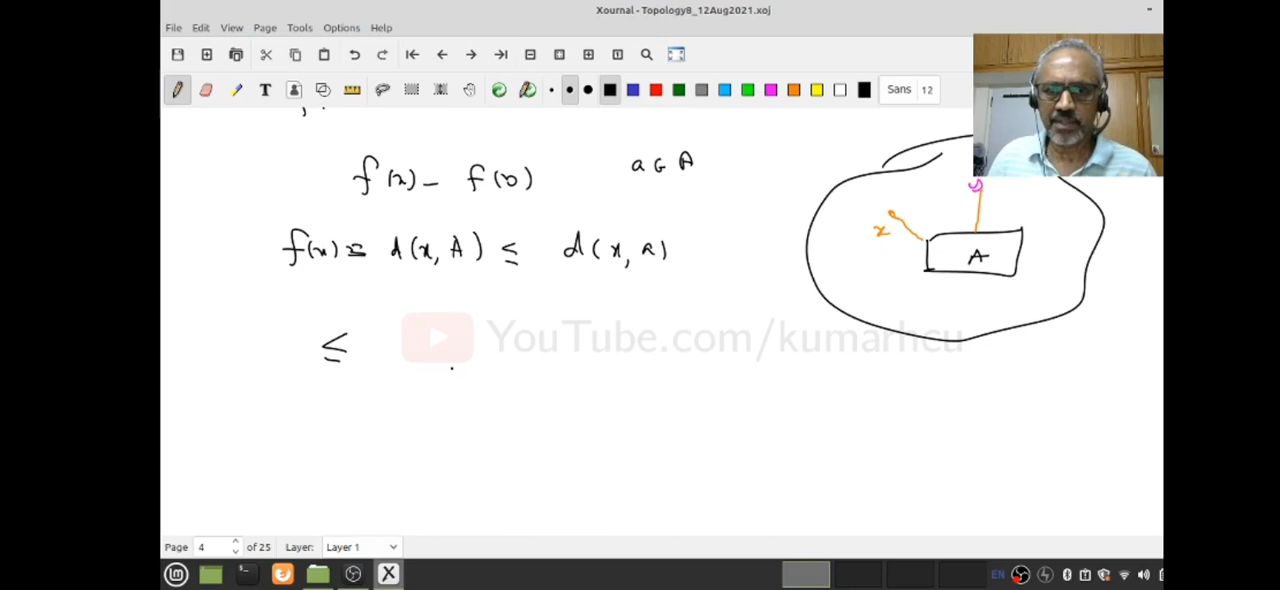 Xournal - Topology8_12Aug2021.xoj
File Edit View Page Tools Options Help
Sans 12
f(x) - f(y) a ∈ A
f(x) = d(x, A) ≤ d(x, a)
≤
YouTube.com/kumarhcu
y
x
A
Page 4 of 25 Layer: Layer 1
EN